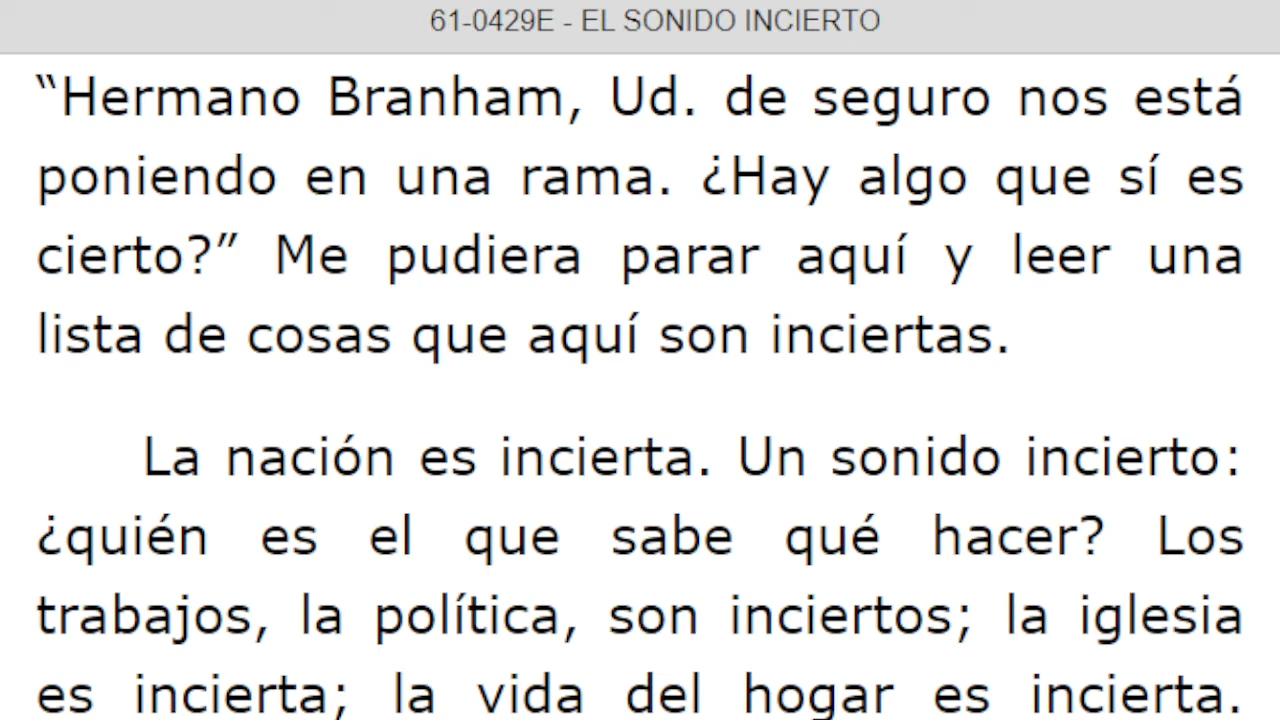 61-0429E - EL SONIDO INCIERTO
“Hermano Branham, Ud. de seguro nos está
poniendo en una rama. ¿Hay algo que sí es
cierto?” Me pudiera parar aquí y leer una
lista de cosas que aquí son inciertas.
La nación es incierta. Un sonido incierto:
¿quién es el que sabe qué hacer? Los
trabajos, la política, son inciertos; la iglesia
es incierta; la vida del hogar es incierta.